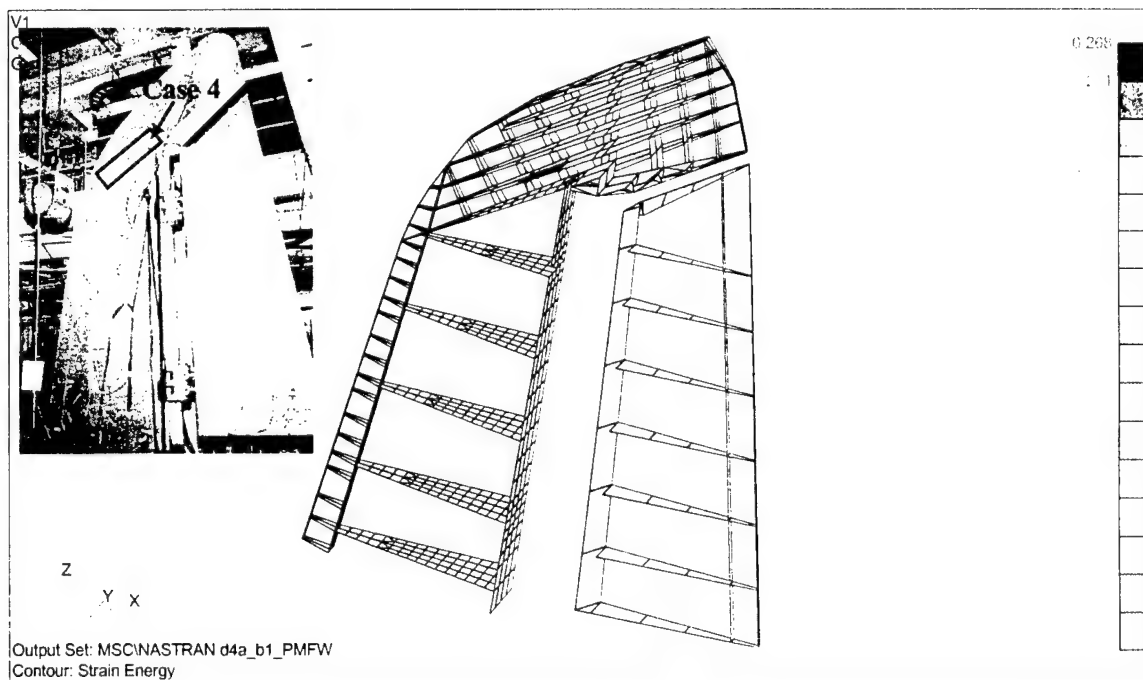 V1
C
G
Case 4
0.268
Z
Y X
Output Set: MSC\NASTRAN d4a_b1_PMFW
Contour: Strain Energy